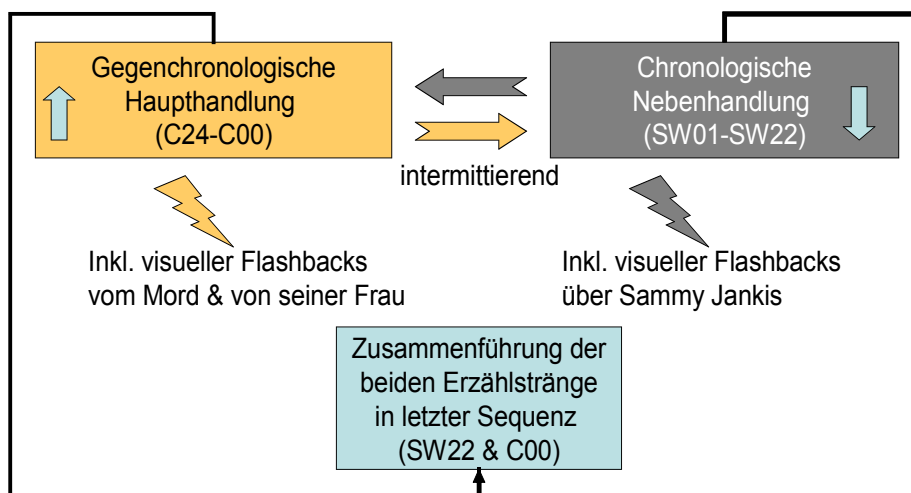 Gegenchronologische
Haupthandlung
(C24-C00)
Chronologische
Nebenhandlung
(SW01-SW22)
intermittierend
Inkl. visueller Flashbacks
vom Mord & von seiner Frau
Inkl. visueller Flashbacks
über Sammy Jankis
Zusammenführung der
beiden Erzählstränge
in letzter Sequenz
(SW22 & C00)